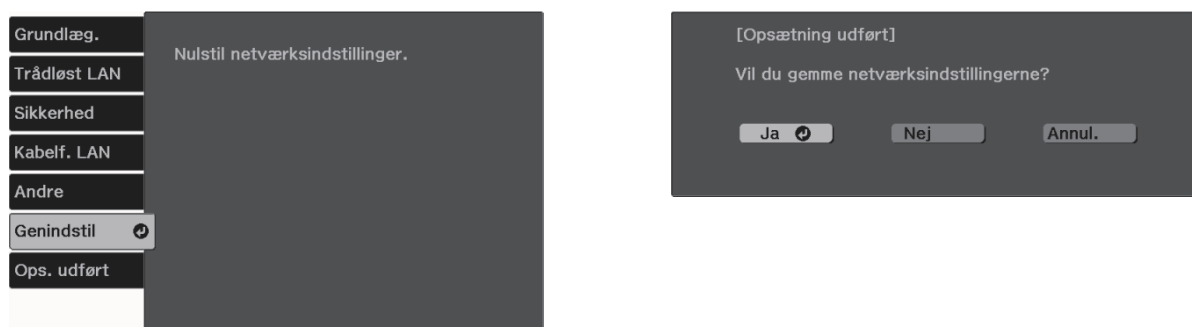 Grundlæg.
Trådløst LAN
Sikkerhed
Kabelf. LAN
Andre
Genindstil
Ops. udført
Nulstil netværksindstillinger.
[Opsætning udført]
Vil du gemme netværksindstillingerne?
Ja Nej Annul.